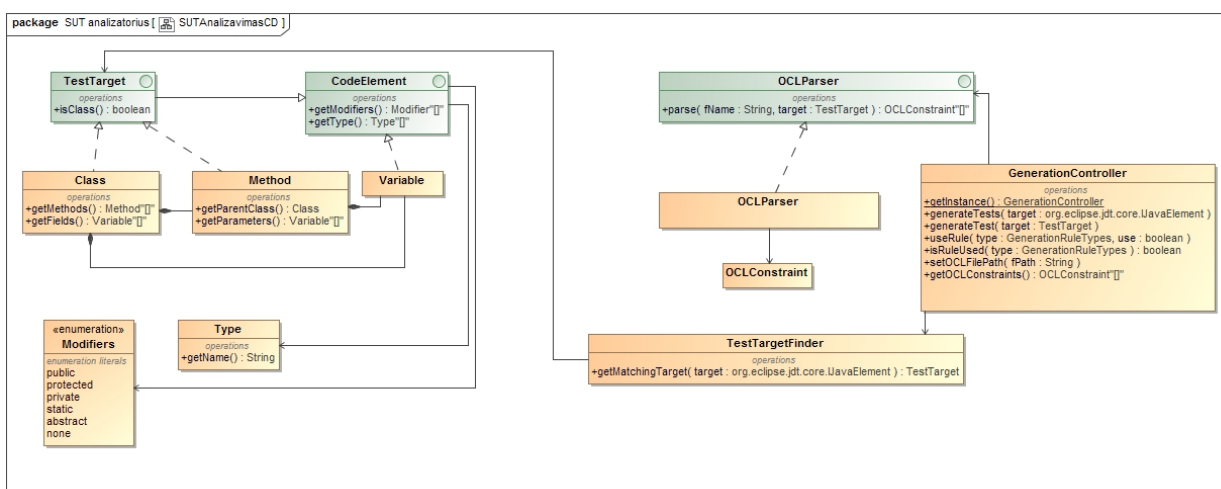 package SUT analizatorius [ SUTAnalizavimasCD ]
TestTarget
operations
+isClass() : boolean
CodeElement
operations
+getModifiers() : Modifier"[]"
+getType() : Type"[]"
OCLParser
operations
+parse( fName : String, target : TestTarget ) : OCLConstraint"[]"
Class
operations
+getMethods() : Method"[]"
+getFields() : Variable"[]"
Method
operations
+getParentClass() : Class
+getParameters() : Variable"[]"
Variable
OCLParser
GenerationController
operations
+getInstance() : GenerationController
+generateTests( target : org.eclipse.jdt.core.IJavaElement )
+generateTest( target : TestTarget )
+useRule( type : GenerationRuleTypes, use : boolean )
+isRuleUsed( type : GenerationRuleTypes ) : boolean
+setOCLFilePath( fPath : String )
+getOCLConstraints() : OCLConstraint"[]"
OCLConstraint
«enumeration»
Modifiers
enumeration literals
public
protected
private
static
abstract
none
Type
operations
+getName() : String
TestTargetFinder
operations
+getMatchingTarget( target : org.eclipse.jdt.core.IJavaElement ) : TestTarget